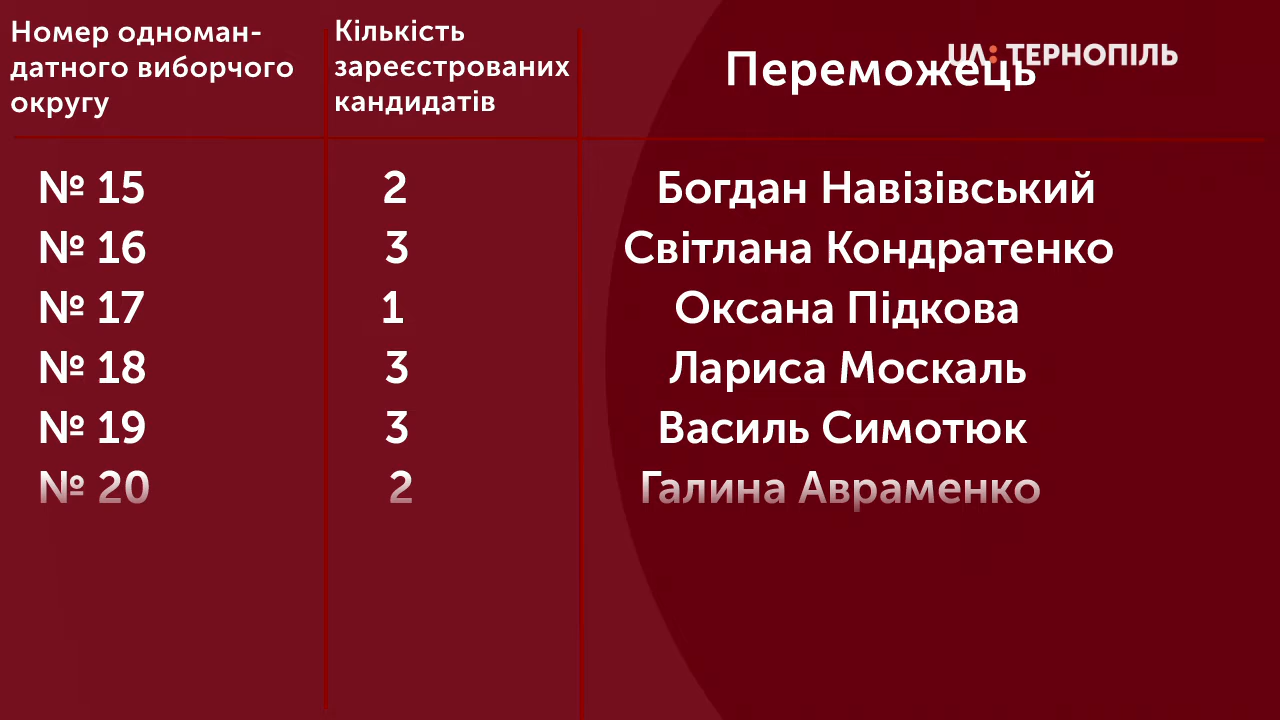 Номер одноман-
датного виборчого
округу
Кількість
зареєстрованих
кандидатів
Переможець
UA: ТЕРНОПІЛЬ
№ 15 2 Богдан Навізівський
№ 16 3 Світлана Кондратенко
№ 17 1 Оксана Підкова
№ 18 3 Лариса Москаль
№ 19 3 Василь Симотюк
№ 20 2 Галина Авраменко